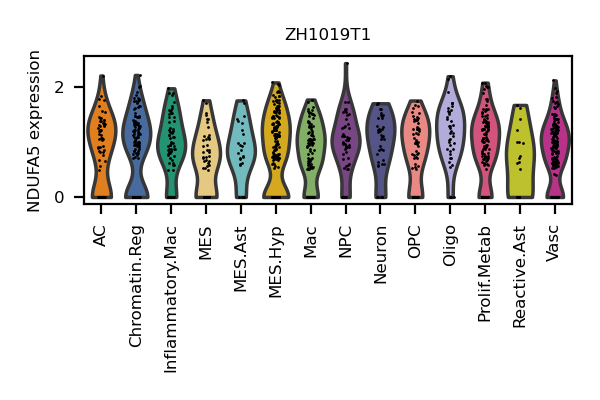 ZH1019T1
NDUFA5 expression
2
0
AC
Chromatin.Reg
Inflammatory.Mac
MES
MES.Ast
MES.Hyp
Mac
NPC
Neuron
OPC
Oligo
Prolif.Metab
Reactive.Ast
Vasc